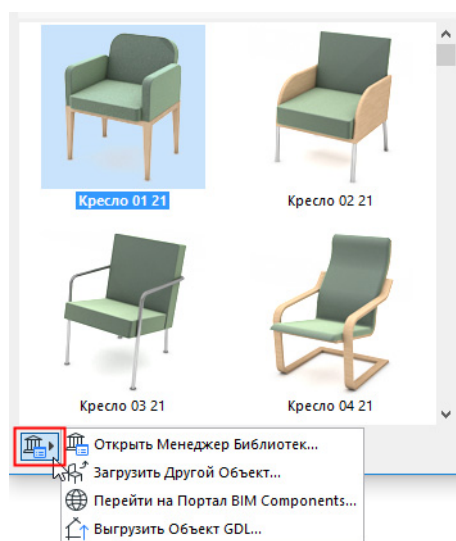 Кресло 01 21
Кресло 02 21
Кресло 03 21
Кресло 04 21
Открыть Менеджер Библиотек...
Загрузить Другой Объект...
Перейти на Портал BIM Components...
Выгрузить Объект GDL...